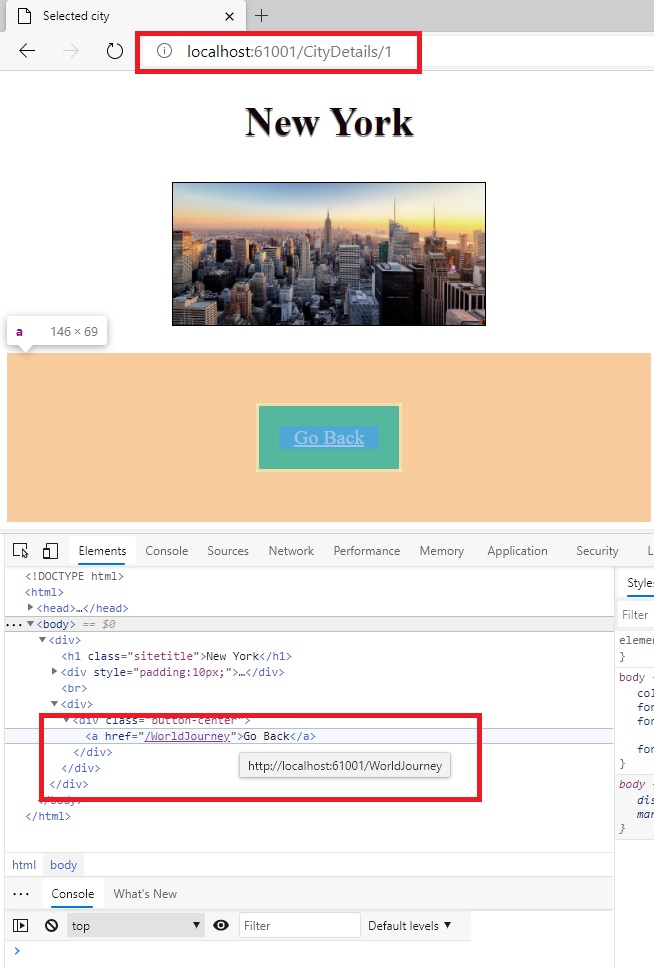 Selected city
localhost:61001/CityDetails/1
New York
a 146 × 69
Go Back
Elements Console Sources Network Performance Memory Application Security L
<!DOCTYPE html>
<html>
<head>…</head>
<body> == $0
<div>
<h1 class="sitetitle">New York</h1>
<div style="padding:10px;">…</div>
<br>
<div>
<div class="button-center">
<a href="/WorldJourney">Go Back</a>
</div>
http://localhost:61001/WorldJourney
</div>
</div>
</body>
</html>
Styles
Filter
elemen
}
body
col
for
for
for
}
body
dis
mar
}
html body
Console What's New
top Filter Default levels